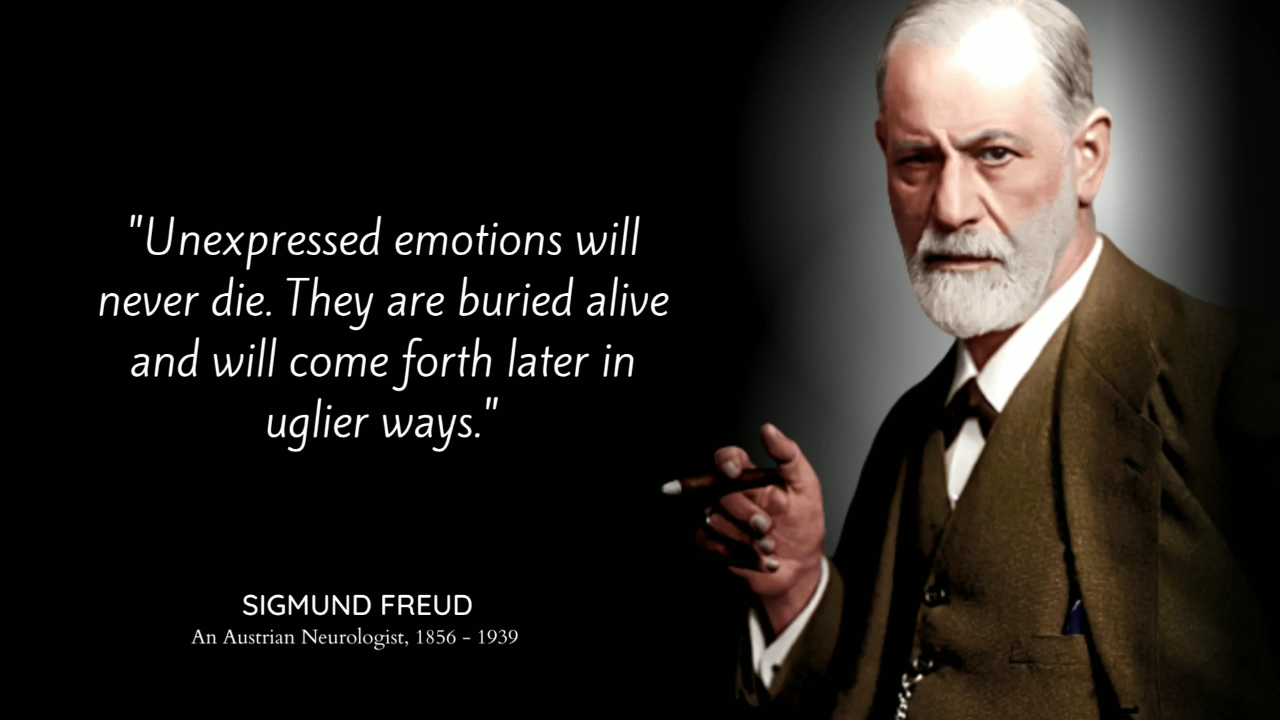 "Unexpressed emotions will
never die. They are buried alive
and will come forth later in
uglier ways."
SIGMUND FREUD
An Austrian Neurologist, 1856 - 1939